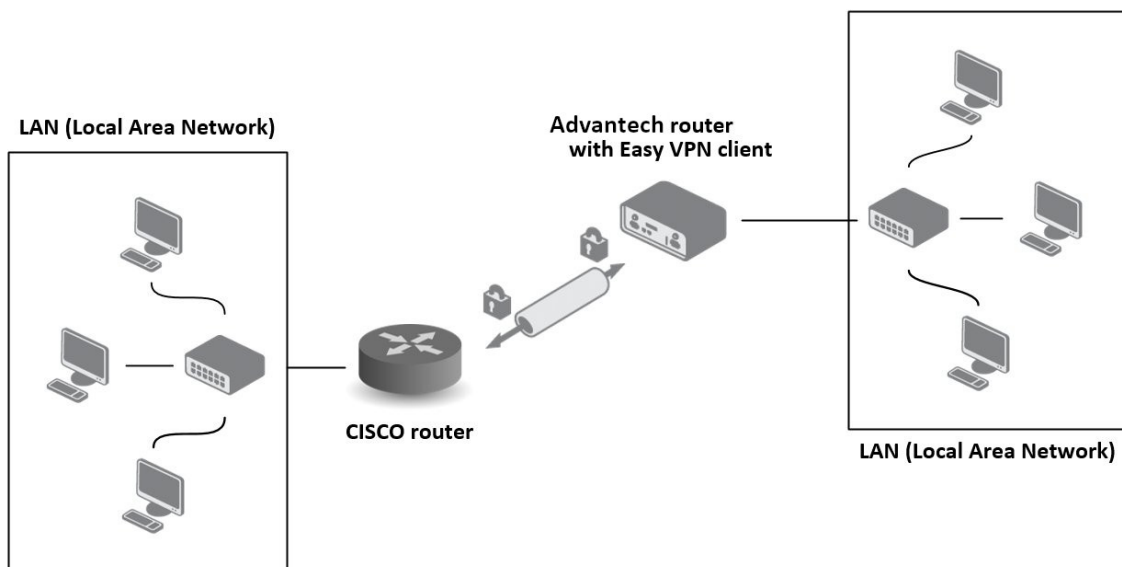 LAN (Local Area Network)
Advantech router
with Easy VPN client
CISCO router
LAN (Local Area Network)